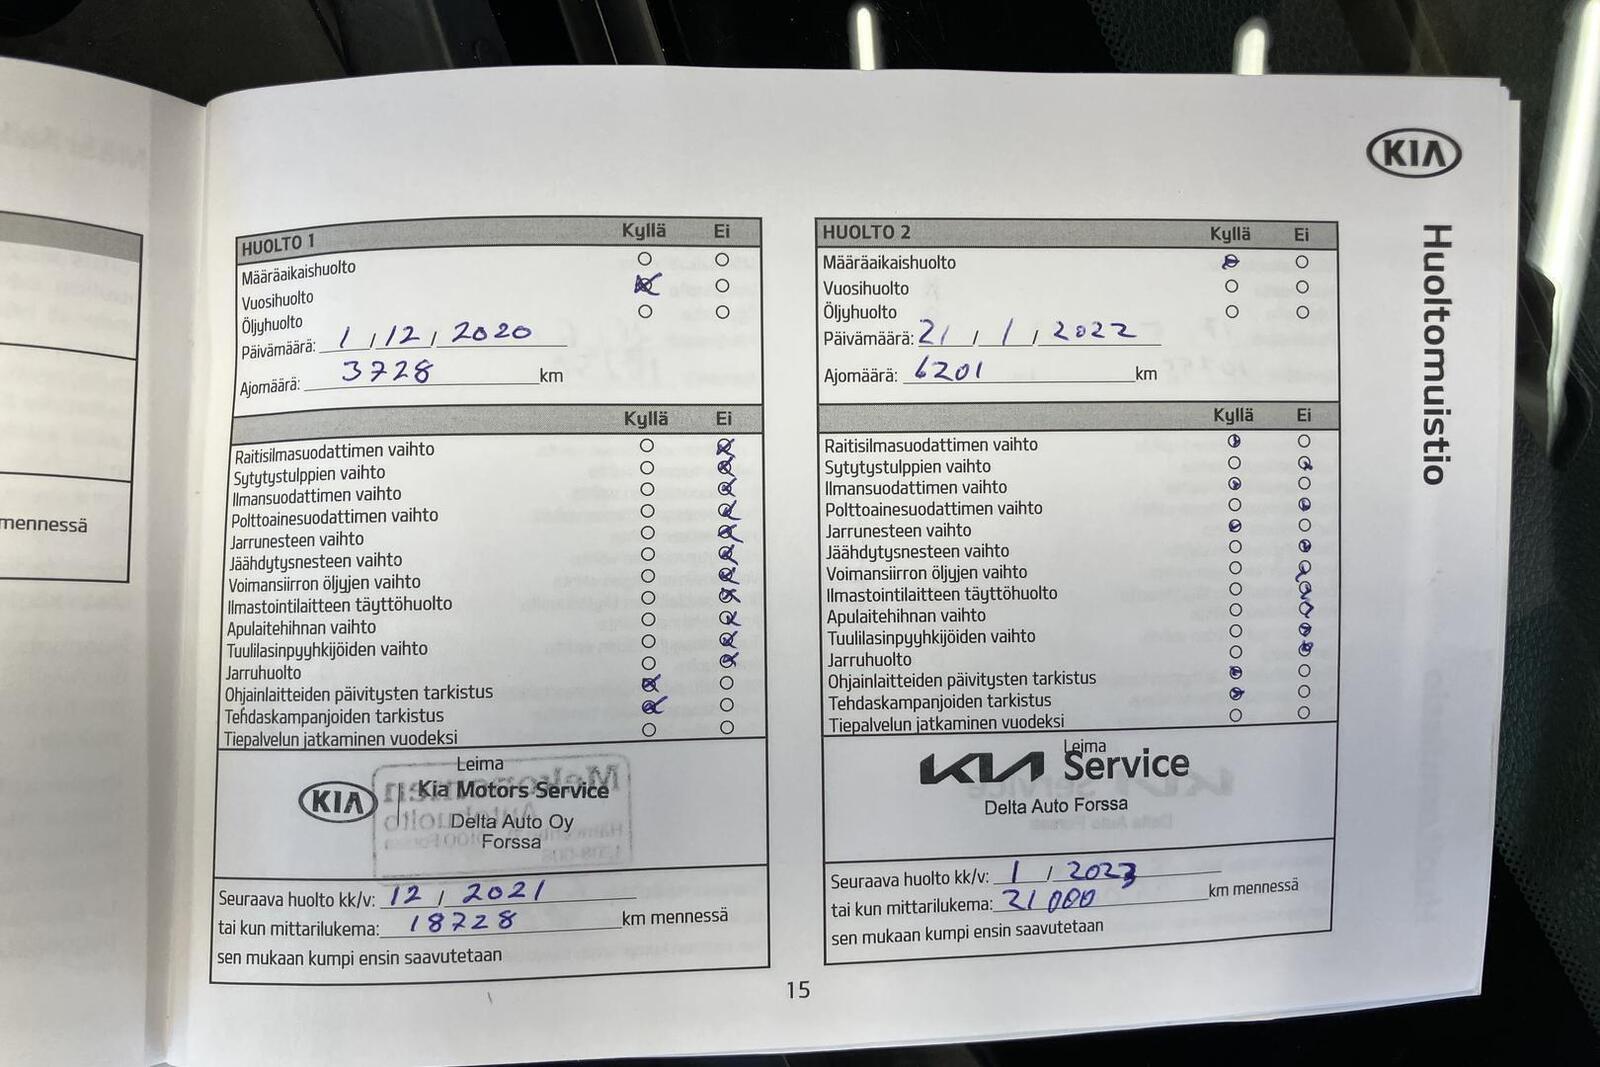 mennessä
KIA
Huoltomuistio
HUOLTO 1 Kyllä Ei
Määräaikaishuolto
Vuosihuolto
Öljyhuolto
Päivämäärä: 1 / 12 / 2020
Ajomäärä: 3728 km
Kyllä Ei
Raitisilmasuodattimen vaihto
Sytytystulppien vaihto
Ilmansuodattimen vaihto
Polttoainesuodattimen vaihto
Jarrunesteen vaihto
Jäähdytysnesteen vaihto
Voimansiirron öljyjen vaihto
Ilmastointilaitteen täyttöhuolto
Apulaitehihnan vaihto
Tuulilasinpyyhkijöiden vaihto
Jarruhuolto
Ohjainlaitteiden päivitysten tarkistus
Tehdaskampanjoiden tarkistus
Tiepalvelun jatkaminen vuodeksi
Leima
KIA Kia Motors Service
Delta Auto Oy
Forssa
Seuraava huolto kk/v: 12 / 2021
tai kun mittarilukema: 18728 km mennessä
sen mukaan kumpi ensin saavutetaan
HUOLTO 2 Kyllä Ei
Määräaikaishuolto
Vuosihuolto
Öljyhuolto
Päivämäärä: 21 / 1 / 2022
Ajomäärä: 6201 km
Kyllä Ei
Raitisilmasuodattimen vaihto
Sytytystulppien vaihto
Ilmansuodattimen vaihto
Polttoainesuodattimen vaihto
Jarrunesteen vaihto
Jäähdytysnesteen vaihto
Voimansiirron öljyjen vaihto
Ilmastointilaitteen täyttöhuolto
Apulaitehihnan vaihto
Tuulilasinpyyhkijöiden vaihto
Jarruhuolto
Ohjainlaitteiden päivitysten tarkistus
Tehdaskampanjoiden tarkistus
Tiepalvelun jatkaminen vuodeksi
Leima
KIA Service
Delta Auto Forssa
Seuraava huolto kk/v: 1 / 2023
tai kun mittarilukema: 21000 km mennessä
sen mukaan kumpi ensin saavutetaan
15